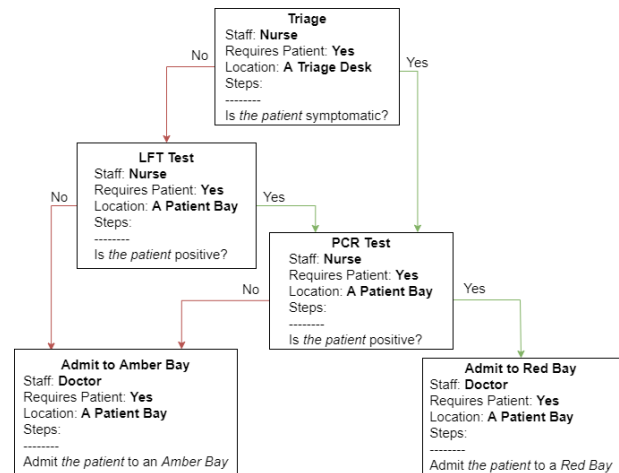 Triage
Staff: Nurse
Requires Patient: Yes
Location: A Triage Desk
Steps:
--------
Is the patient symptomatic?
No
Yes
LFT Test
Staff: Nurse
Requires Patient: Yes
Location: A Patient Bay
Steps:
--------
Is the patient positive?
No
Yes
PCR Test
Staff: Nurse
Requires Patient: Yes
Location: A Patient Bay
Steps:
--------
Is the patient positive?
No
Yes
Admit to Amber Bay
Staff: Doctor
Requires Patient: Yes
Location: A Patient Bay
Steps:
--------
Admit the patient to an Amber Bay
Admit to Red Bay
Staff: Doctor
Requires Patient: Yes
Location: A Patient Bay
Steps:
--------
Admit the patient to a Red Bay